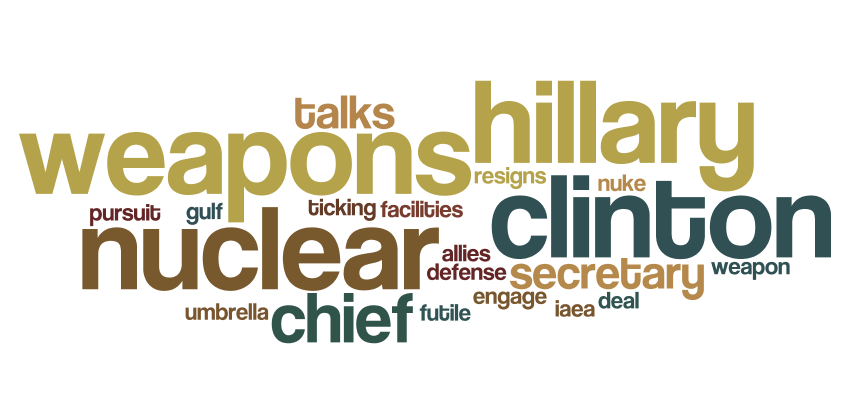 talks
hillary
weapons
resigns
nuke
clinton
pursuit
gulf
ticking
facilities
nuclear
allies
defense
secretary
weapon
umbrella
chief
futile
engage
iaea
deal